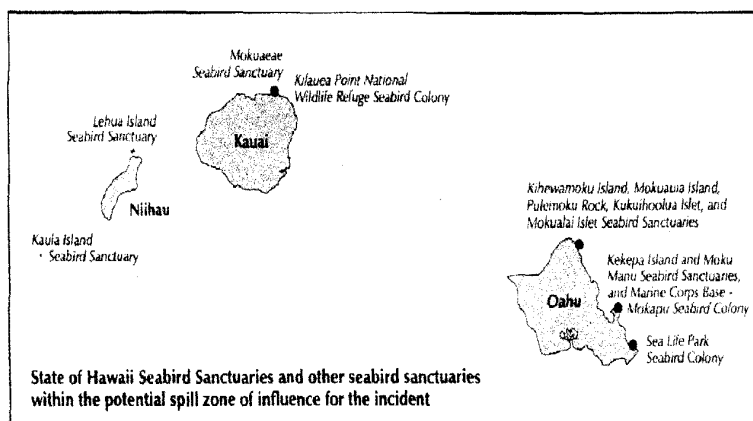 Mokuaeae
Seabird Sanctuary
Kilauea Point National
Wildlife Refuge Seabird Colony
Lehua Island
Seabird Sanctuary
Kauai
Niihau
Kaula Island
Seabird Sanctuary
Kihewamoku Island, Mokuauia Island,
Pulemoku Rock, Kukuihoolua Islet, and
Mokualai Islet Seabird Sanctuaries
Kekepa Island and Moku
Manu Seabird Sanctuaries,
and Marine Corps Base -
Mokapu Seabird Colony
Oahu
Sea Life Park
Seabird Colony
State of Hawaii Seabird Sanctuaries and other seabird sanctuaries
within the potential spill zone of influence for the incident